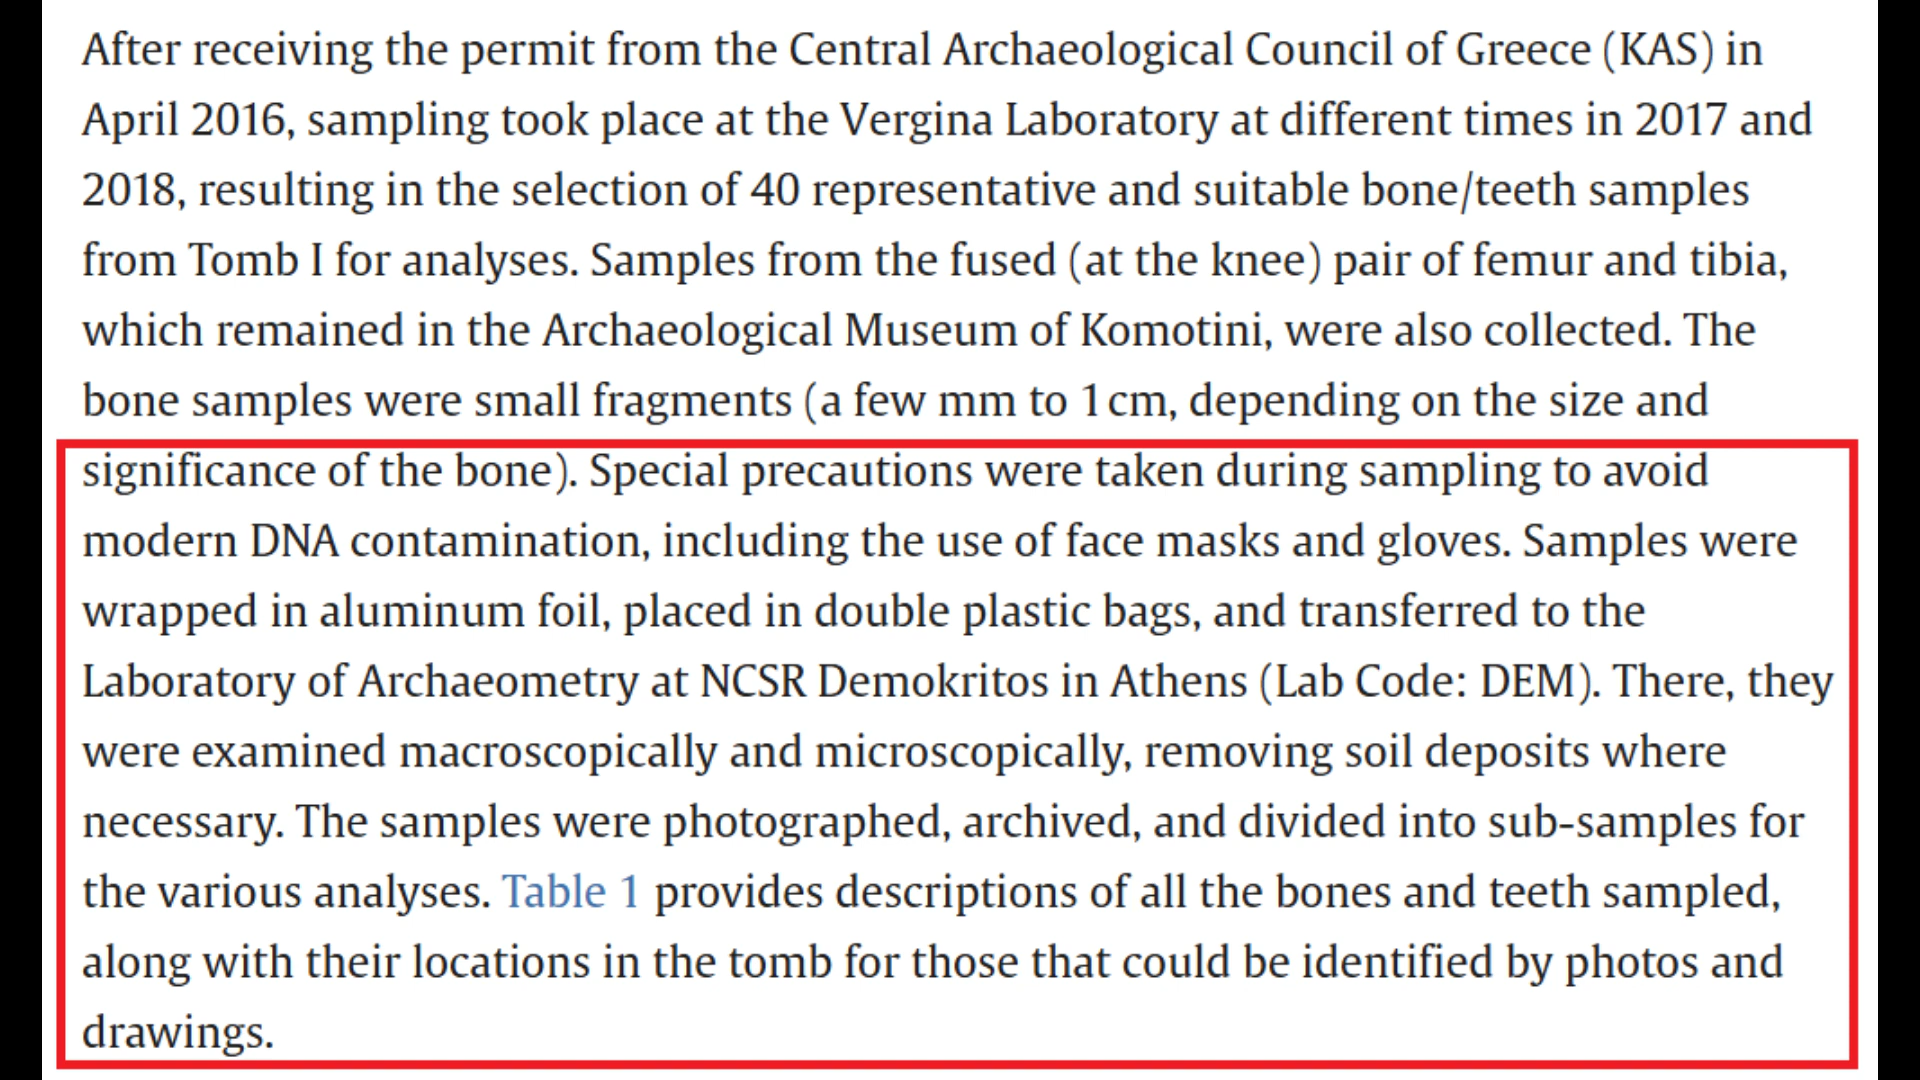 After receiving the permit from the Central Archaeological Council of Greece (KAS) in
April 2016, sampling took place at the Vergina Laboratory at different times in 2017 and
2018, resulting in the selection of 40 representative and suitable bone/teeth samples
from Tomb I for analyses. Samples from the fused (at the knee) pair of femur and tibia,
which remained in the Archaeological Museum of Komotini, were also collected. The
bone samples were small fragments (a few mm to 1 cm, depending on the size and
significance of the bone). Special precautions were taken during sampling to avoid
modern DNA contamination, including the use of face masks and gloves. Samples were
wrapped in aluminum foil, placed in double plastic bags, and transferred to the
Laboratory of Archaeometry at NCSR Demokritos in Athens (Lab Code: DEM). There, they
were examined macroscopically and microscopically, removing soil deposits where
necessary. The samples were photographed, archived, and divided into sub-samples for
the various analyses. Table 1 provides descriptions of all the bones and teeth sampled,
along with their locations in the tomb for those that could be identified by photos and
drawings.